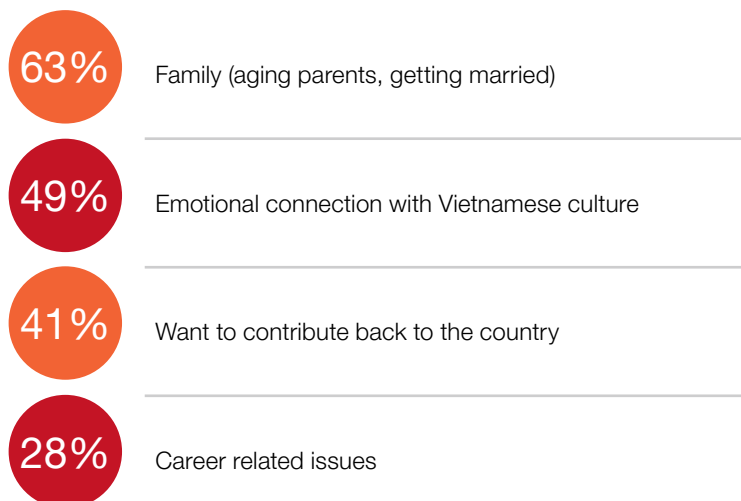 63% Family (aging parents, getting married)
49% Emotional connection with Vietnamese culture
41% Want to contribute back to the country
28% Career related issues